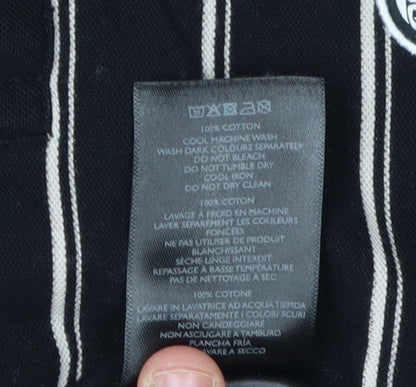 100% COTTON
COOL MACHINE WASH
WASH DARK COLOURS SEPARATELY
DO NOT BLEACH
DO NOT TUMBLE DRY
COOL IRON
DO NOT DRY CLEAN
100% COTON
LAVAGE À FROID EN MACHINE
LAVER SÉPARÉMENT LES COULEURS
FONCÉES
NE PAS UTILISER DE PRODUIT
BLANCHISSANT
SÈCHE-LINGE INTERDIT
REPASSAGE À BASSE TEMPÉRATURE
PAS DE NETTOYAGE À SEC
100% COTONE
LAVARE IN LAVATRICE AD ACQUA TIEPIDA
LAVARE SEPARATAMENTE I COLORI SCURI
NON CANDEGGIARE
NON ASCIUGARE A TAMBURO
PLANCHA FRÍA
LAVARE A SECCO